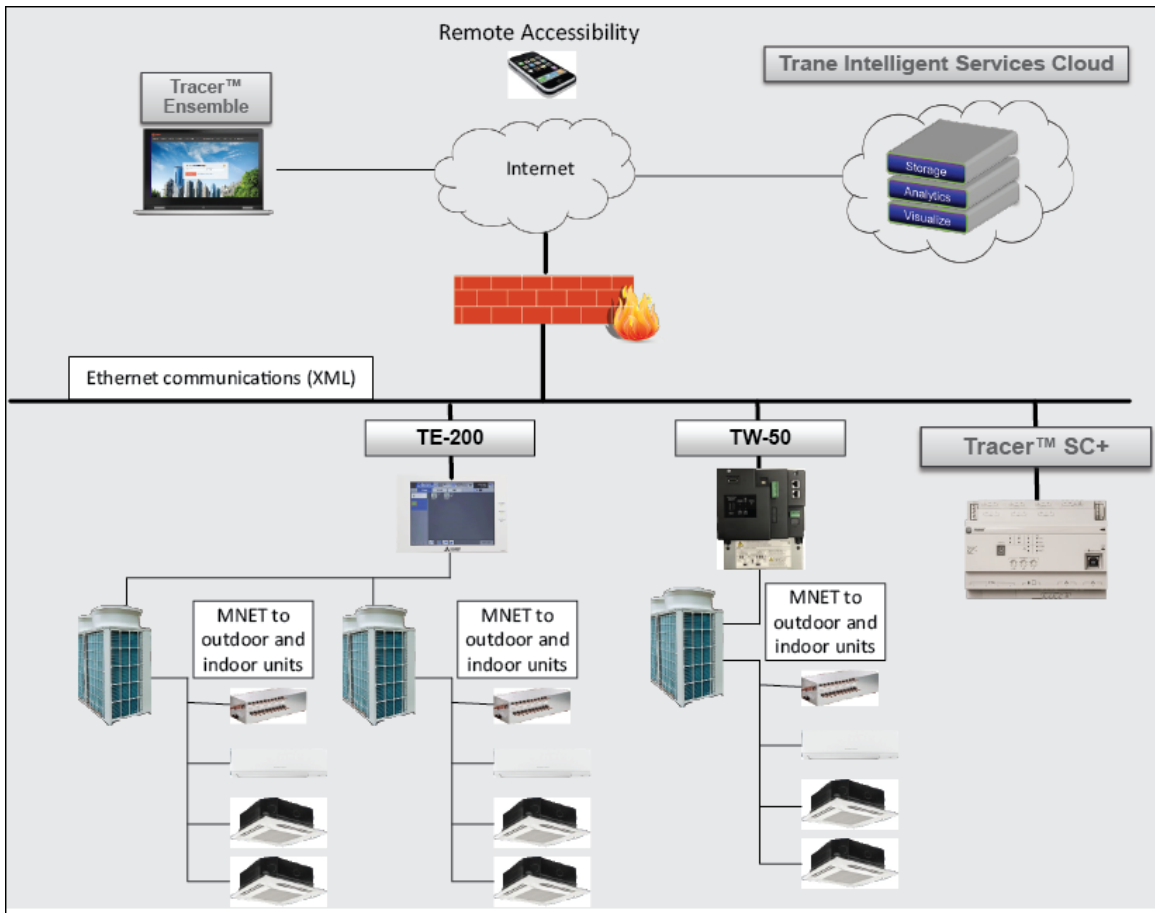 Remote Accessibility
Trane Intelligent Services Cloud
Tracer™
Ensemble
Internet
Storage
Analytics
Visualize
Ethernet communications (XML)
TE-200
TW-50
Tracer™ SC+
MNET to
outdoor and
indoor units
MNET to
outdoor and
indoor units
MNET to
outdoor and
indoor units